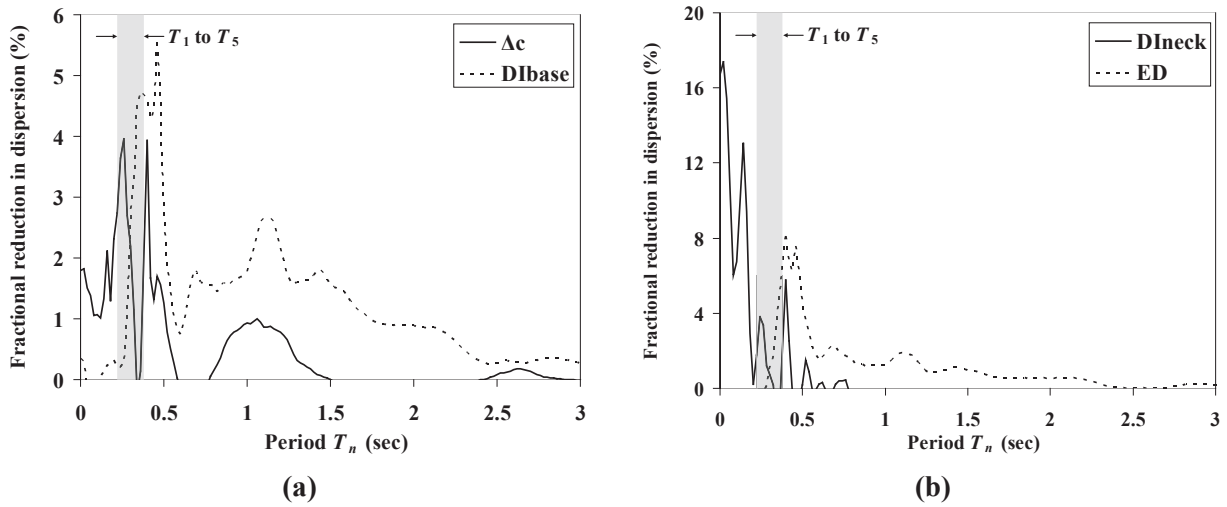 Fractional reduction in dispersion (%)
6
5
4
3
2
1
0
T1 to T5
Δc
DIbase
0 0.5 1 1.5 2 2.5 3
Period Tn (sec)
(a)
Fractional reduction in dispersion (%)
20
16
12
8
4
0
T1 to T5
DIneck
ED
0 0.5 1 1.5 2 2.5 3
Period Tn (sec)
(b)